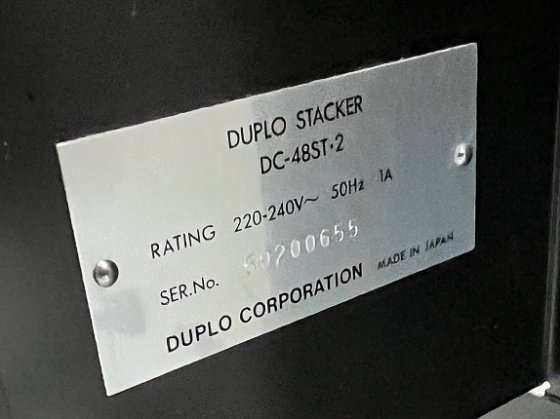 DUPLO STACKER
DC-48ST·2
RATING 220-240V~ 50Hz 1A
SER.No. 60200655
DUPLO CORPORATION MADE IN JAPAN